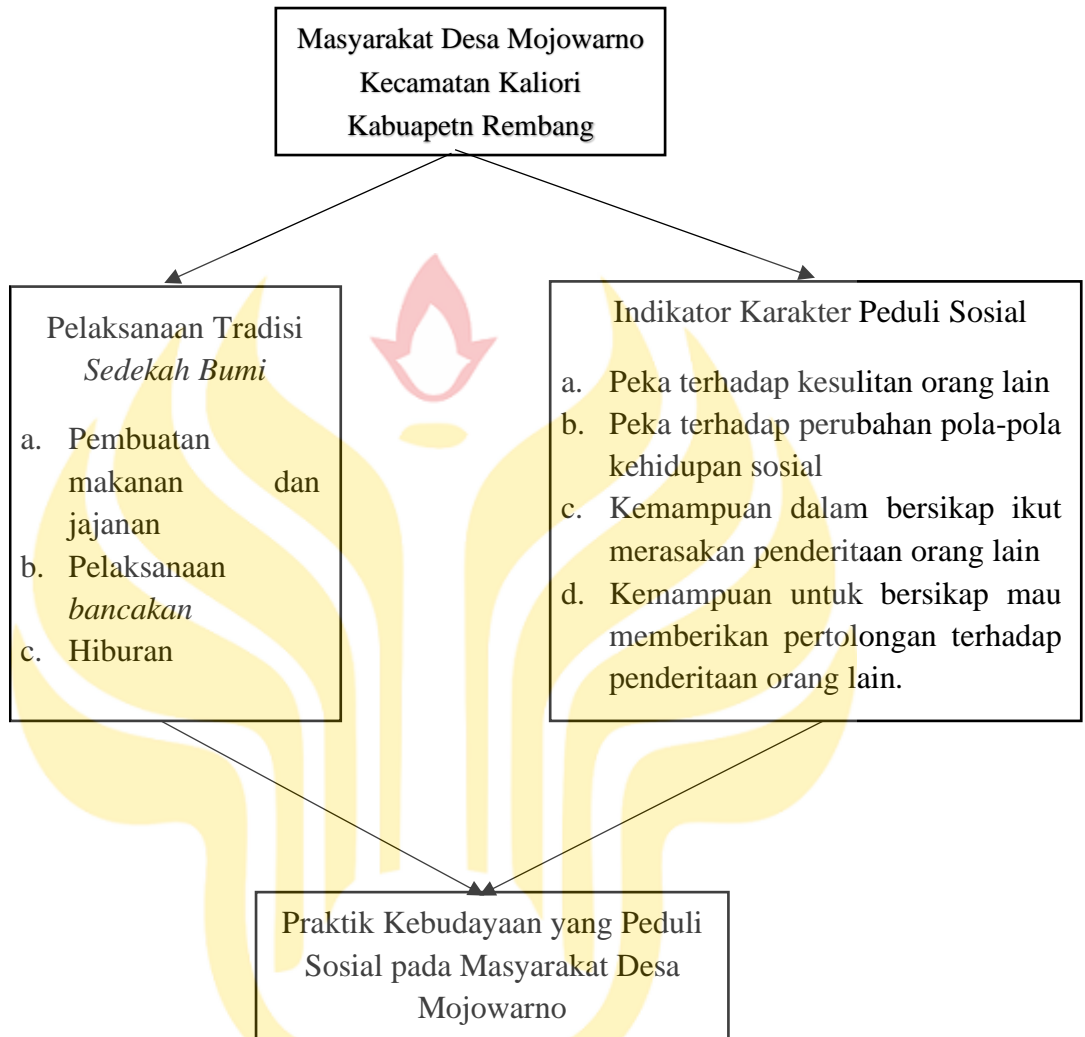 Masyarakat Desa Mojowarno
Kecamatan Kaliori
Kabuapetn Rembang
Pelaksanaan Tradisi
Sedekah Bumi
a. Pembuatan
makanan dan
jajanan
b. Pelaksanaan
bancakan
c. Hiburan
Indikator Karakter Peduli Sosial
a. Peka terhadap kesulitan orang lain
b. Peka terhadap perubahan pola-pola
kehidupan sosial
c. Kemampuan dalam bersikap ikut
merasakan penderitaan orang lain
d. Kemampuan untuk bersikap mau
memberikan pertolongan terhadap
penderitaan orang lain.
Praktik Kebudayaan yang Peduli
Sosial pada Masyarakat Desa
Mojowarno